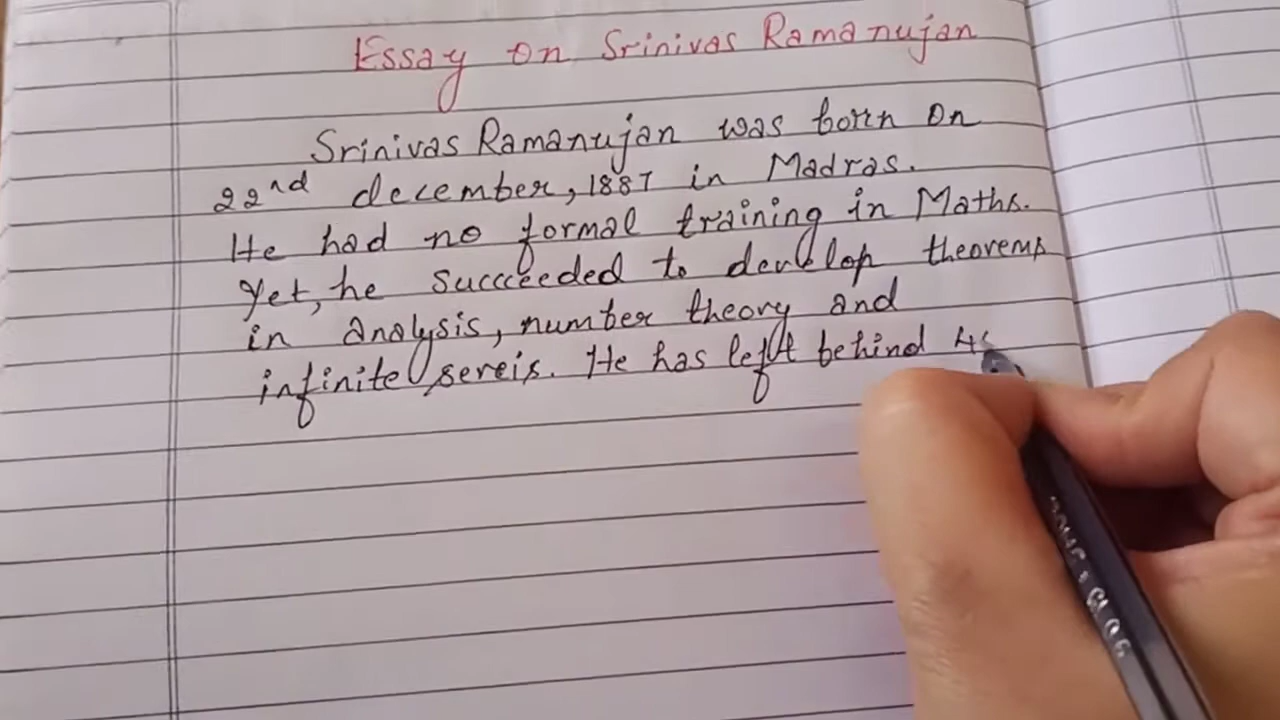 Essay on Srinivas Ramanujan
Srinivas Ramanujan was born on
22nd december, 1887 in Madras.
He had no formal training in Maths.
Yet, he succeeded to develop theorems
in analysis, number theory and
infinite sereis. He has left behind